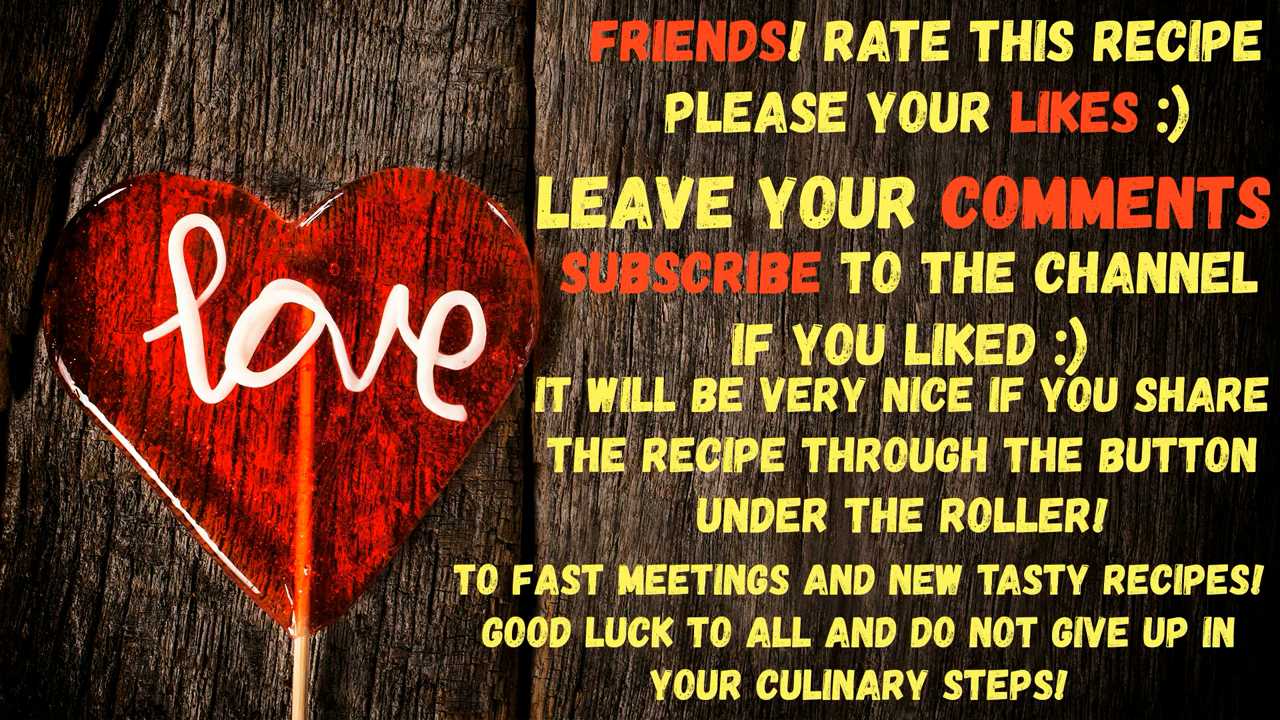 love
FRIENDS! RATE THIS RECIPE
PLEASE YOUR LIKES :)
LEAVE YOUR COMMENTS
SUBSCRIBE TO THE CHANNEL
IF YOU LIKED :)
IT WILL BE VERY NICE IF YOU SHARE
THE RECIPE THROUGH THE BUTTON
UNDER THE ROLLER!
TO FAST MEETINGS AND NEW TASTY RECIPES!
GOOD LUCK TO ALL AND DO NOT GIVE UP IN
YOUR CULINARY STEPS!